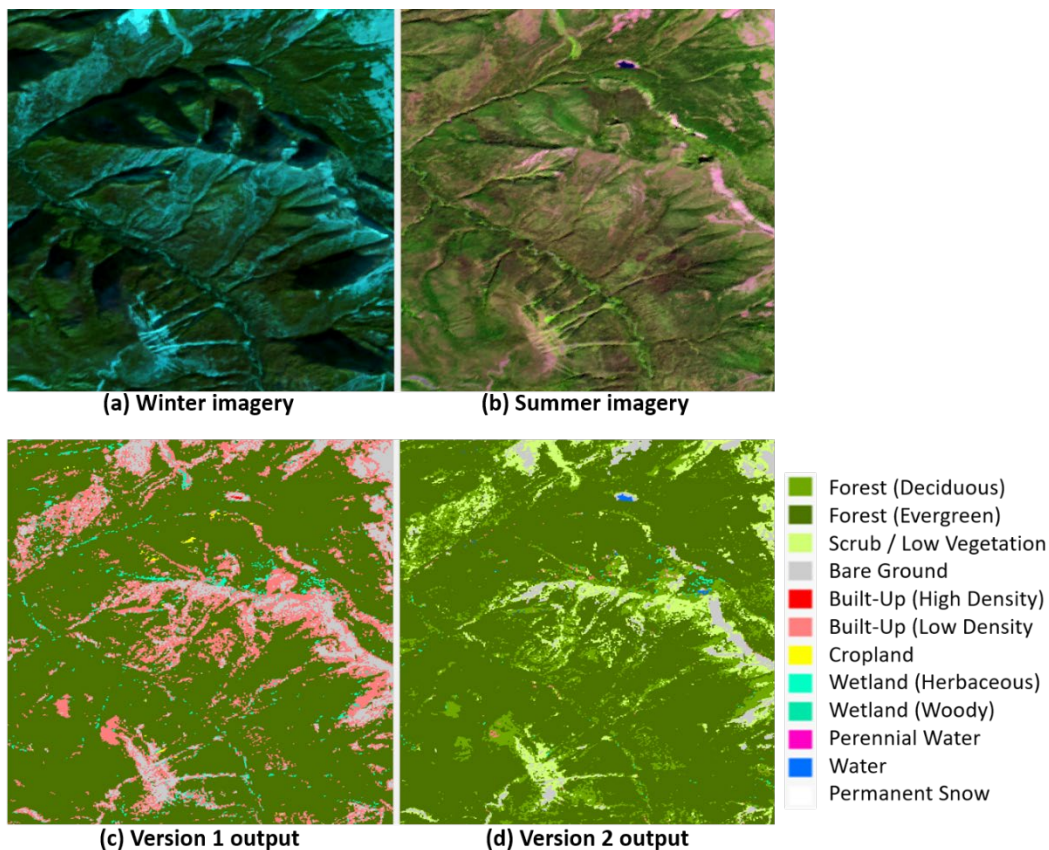 (a) Winter imagery
(b) Summer imagery
Forest (Deciduous)
Forest (Evergreen)
Scrub / Low Vegetation
Bare Ground
Built-Up (High Density)
Built-Up (Low Density
Cropland
Wetland (Herbaceous)
Wetland (Woody)
Perennial Water
Water
Permanent Snow
(c) Version 1 output
(d) Version 2 output